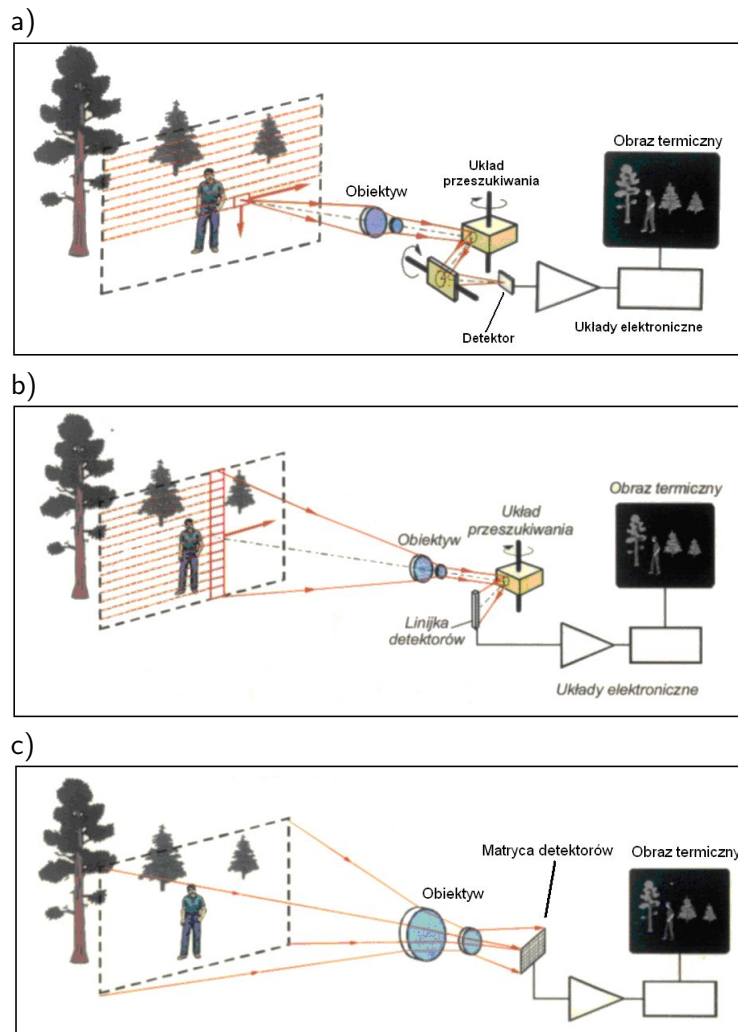 a)
Obraz termiczny
Układ
przeszukiwania
Obiektyw
Detektor
Układy elektroniczne
b)
Obraz termiczny
Układ
przeszukiwania
Obiektyw
Linijka
detektorów
Układy elektroniczne
c)
Matryca detektorów
Obraz termiczny
Obiektyw